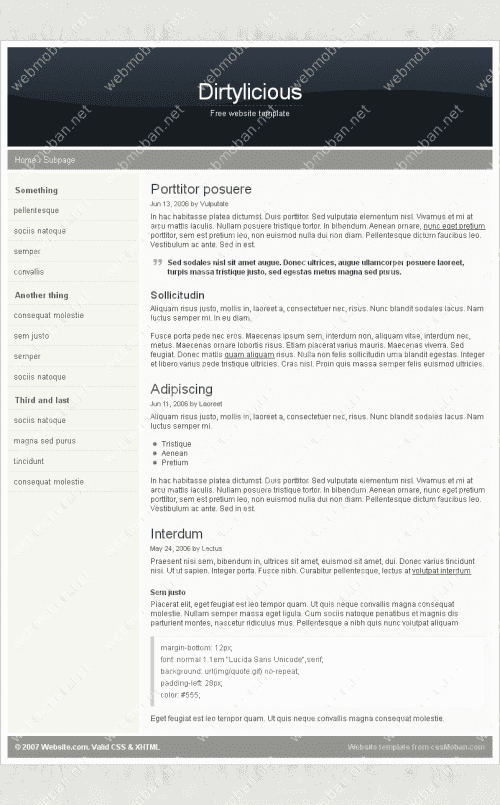 Dirtylicious
Free website template
Home › Subpage
Something
pellentesque
sociis natoque
semper
convallis
Another thing
consequat molestie
sem justo
semper
sociis natoque
Third and last
sociis natoque
magna sed purus
tincidunt
consequat molestie
Porttitor posuere
Jun 13, 2006 by Vulputate
In hac habitasse platea dictumst. Duis porttitor. Sed vulputate elementum nisl. Vivamus et mi at
arcu mattis iaculis. Nullam posuere tristique tortor. In bibendum. Aenean ornare, nunc eget pretium
porttitor, sem est pretium leo, non euismod nulla dui non diam. Pellentesque dictum faucibus leo.
Vestibulum ac ante. Sed in est.
Sed sodales nisl sit amet augue. Donec ultrices, augue ullamcorper posuere laoreet,
turpis massa tristique justo, sed egestas metus magna sed purus.
Sollicitudin
Aliquam risus justo, mollis in, laoreet a, consectetuer nec, risus. Nunc blandit sodales lacus. Nam
luctus semper mi. In eu diam.
Fusce porta pede nec eros. Maecenas ipsum sem, interdum non, aliquam vitae, interdum nec,
metus. Maecenas ornare lobortis risus. Etiam placerat varius mauris. Maecenas viverra. Sed
feugiat. Donec mattis quam aliquam risus. Nulla non felis sollicitudin urna blandit egestas. Integer
et libero varius pede tristique ultricies. Cras nisl. Proin quis massa semper felis euismod ultricies.
Adipiscing
Jun 11, 2006 by Laoreet
Aliquam risus justo, mollis in, laoreet a, consectetuer nec, risus. Nunc blandit sodales lacus. Nam
luctus semper mi.
Tristique
Aenean
Pretium
In hac habitasse platea dictumst. Duis porttitor. Sed vulputate elementum nisl. Vivamus et mi at
arcu mattis iaculis. Nullam posuere tristique tortor. In bibendum. Aenean ornare, nunc eget pretium
porttitor, sem est pretium leo, non euismod nulla dui non diam. Pellentesque dictum faucibus leo.
Vestibulum ac ante. Sed in est.
Interdum
May 24, 2006 by Lectus
Praesent nisi sem, bibendum in, ultrices sit amet, euismod sit amet, dui. Donec varius tincidunt
nisi. Ut ut sapien. Integer porta. Fusce nibh. Curabitur pellentesque, lectus at volutpat interdum.
Sem justo
Placerat elit, eget feugiat est leo tempor quam. Ut quis neque convallis magna consequat
molestie. Nullam semper massa eget ligula. Cum sociis natoque penatibus et magnis dis
parturient montes, nascetur ridiculus mus. Pellentesque a nibh quis nunc volutpat aliquam
margin-bottom: 12px;
font: normal 1.1em "Lucida Sans Unicode",serif;
background: url(img/quote.gif) no-repeat;
padding-left: 28px;
color: #555;
Eget feugiat est leo tempor quam. Ut quis neque convallis magna consequat molestie.
© 2007 Website.com. Valid CSS & XHTML
Website template from cssMoban.com
webmoban.net